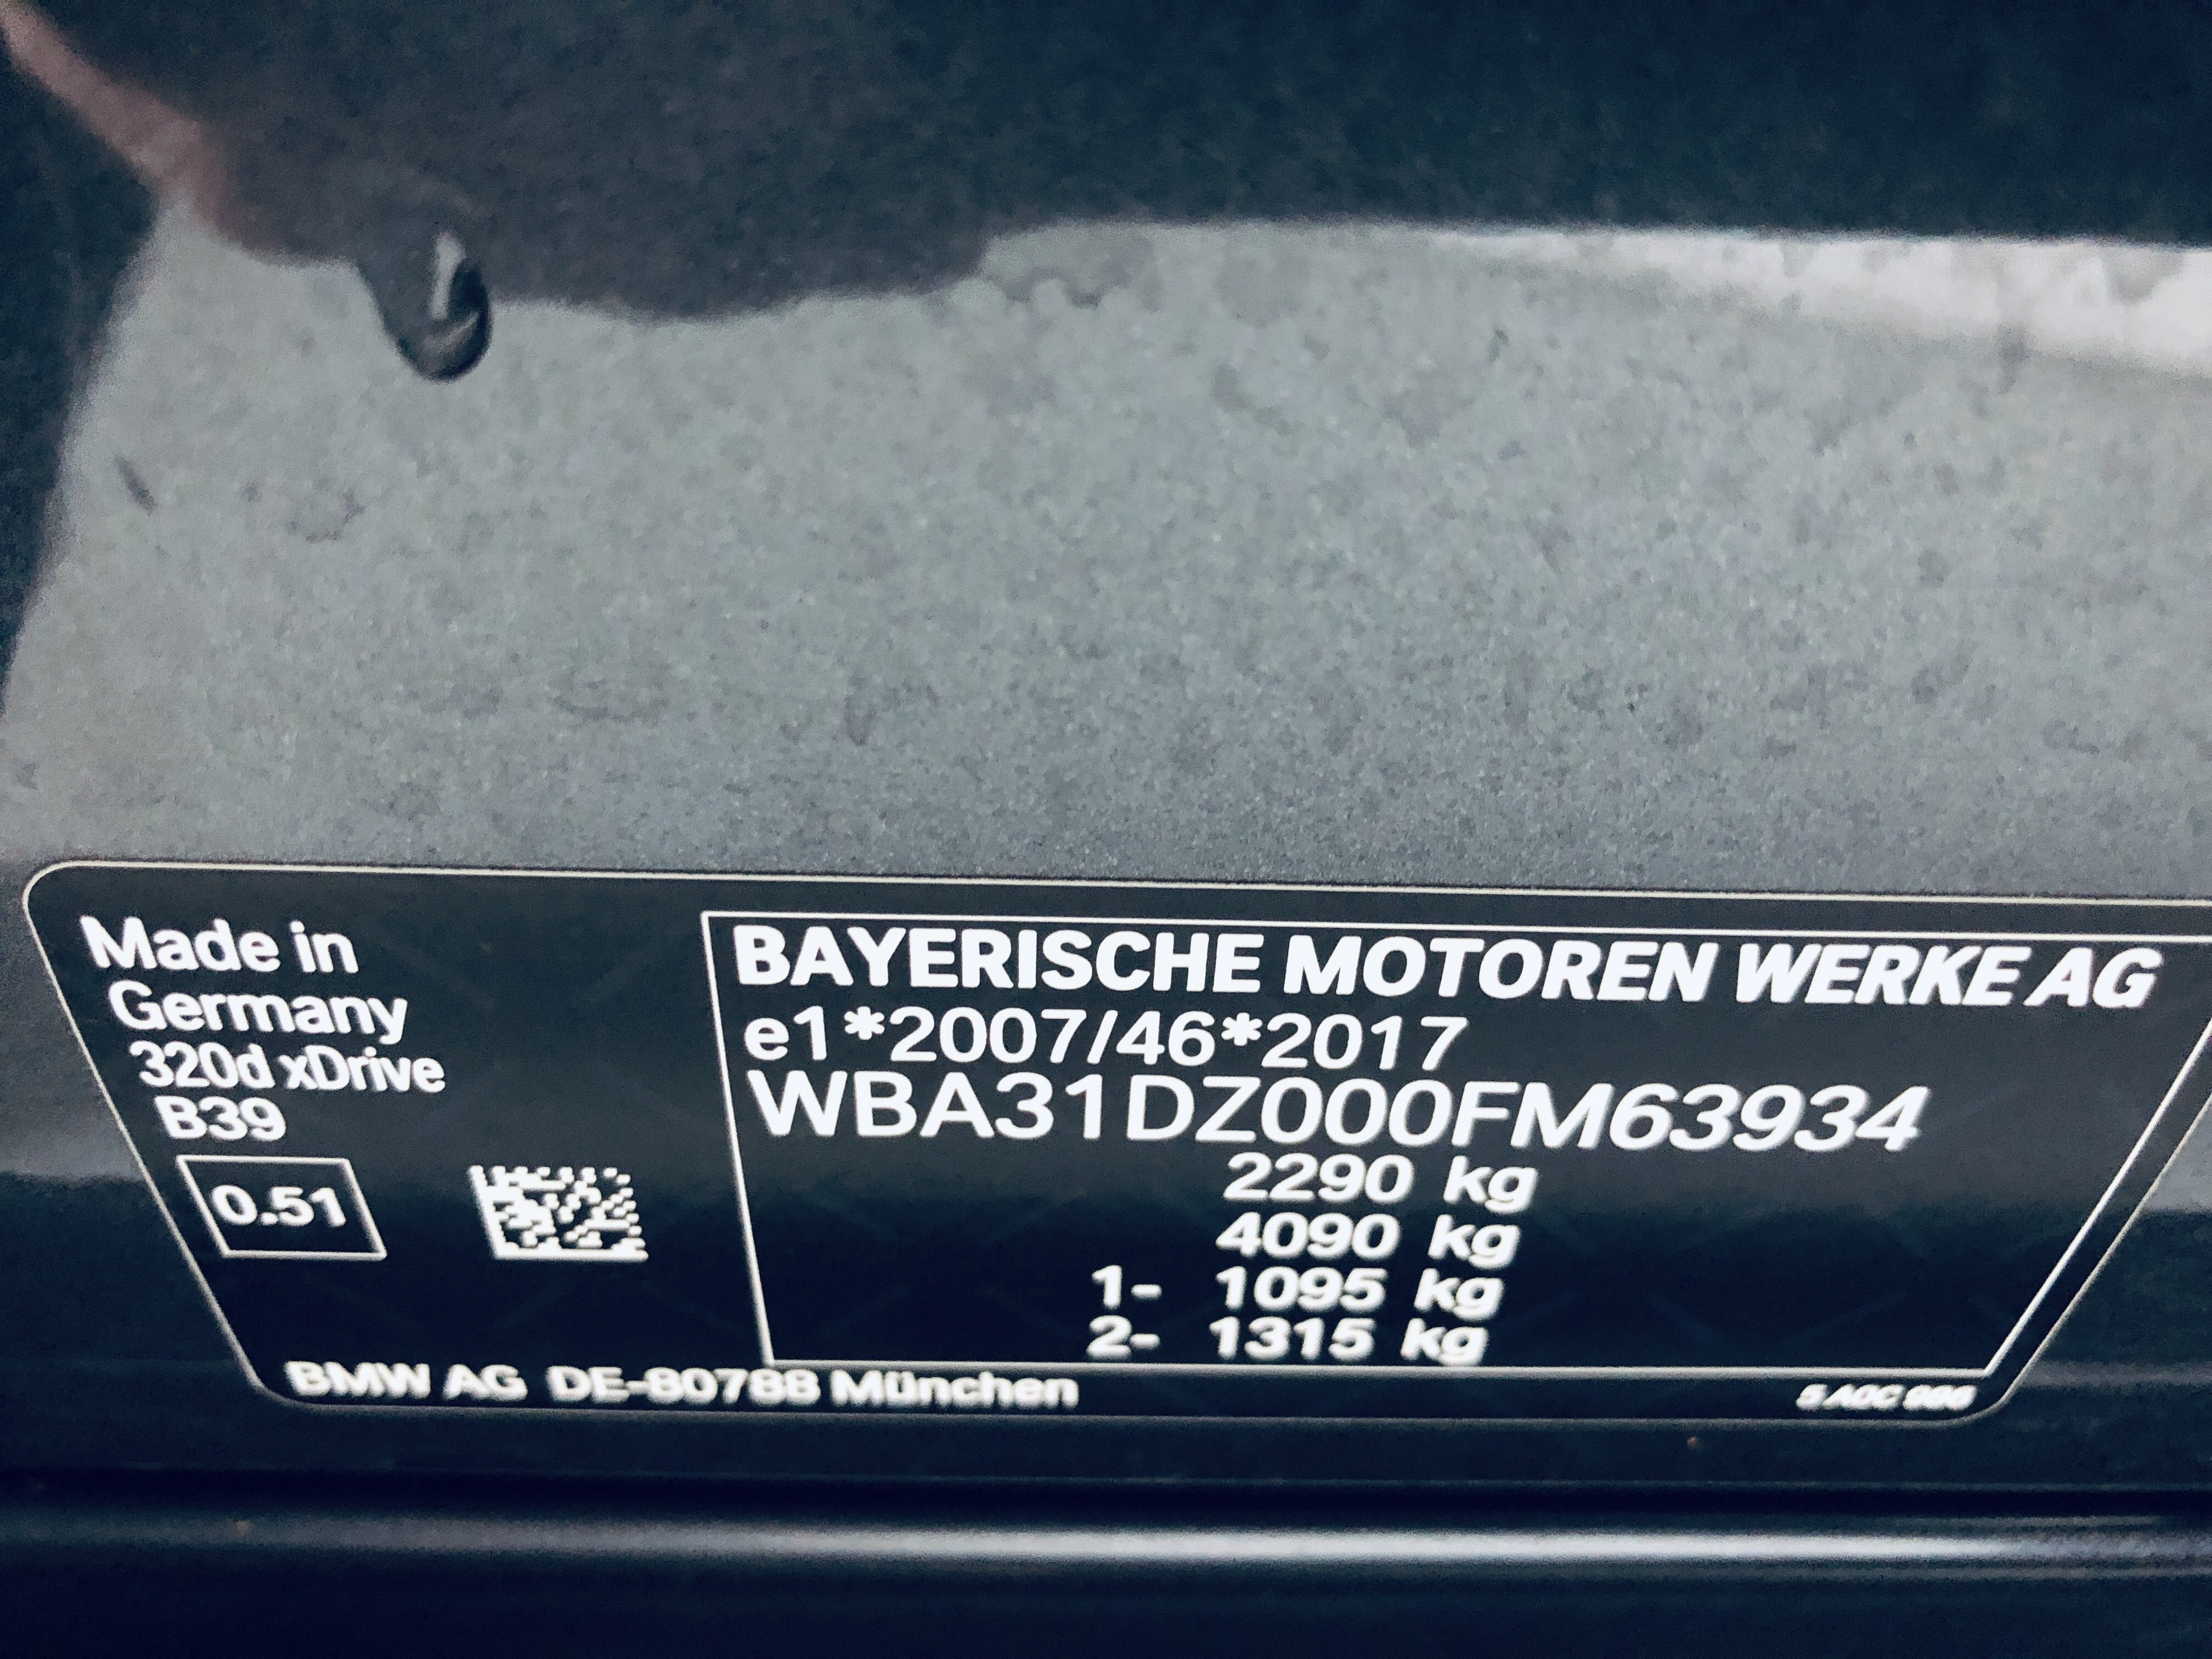 Made in
Germany
320d xDrive
B39
0.51
BAYERISCHE MOTOREN WERKE AG
e1*2007/46*2017
WBA31DZ000FM63934
2290 kg
4090 kg
1- 1095 kg
2- 1315 kg
BMW AG DE-80788 München